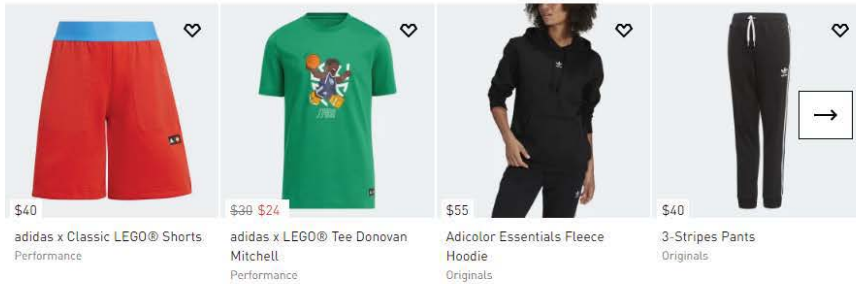 $40
adidas x Classic LEGO® Shorts
Performance
$30 $24
adidas x LEGO® Tee Donovan
Mitchell
Performance
$55
Adicolor Essentials Fleece
Hoodie
Originals
$40
3-Stripes Pants
Originals